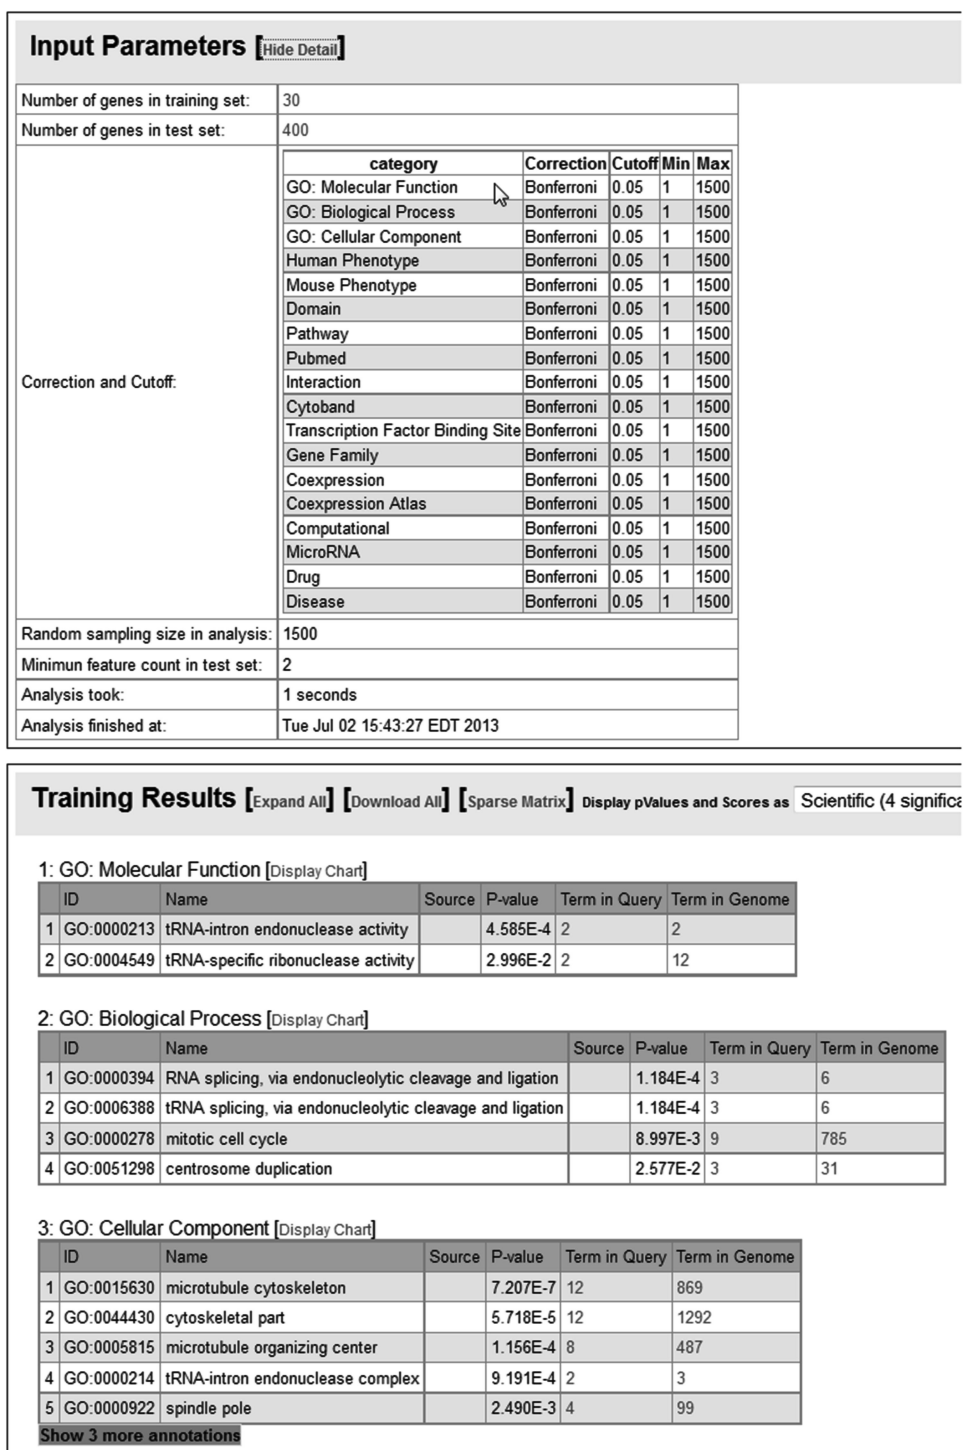 Input Parameters [Hide Detail]
Number of genes in training set: 30
Number of genes in test set: 400
category Correction Cutoff Min Max
GO: Molecular Function Bonferroni 0.05 1 1500
GO: Biological Process Bonferroni 0.05 1 1500
GO: Cellular Component Bonferroni 0.05 1 1500
Human Phenotype Bonferroni 0.05 1 1500
Mouse Phenotype Bonferroni 0.05 1 1500
Domain Bonferroni 0.05 1 1500
Pathway Bonferroni 0.05 1 1500
Pubmed Bonferroni 0.05 1 1500
Correction and Cutoff: Interaction Bonferroni 0.05 1 1500
Cytoband Bonferroni 0.05 1 1500
Transcription Factor Binding Site Bonferroni 0.05 1 1500
Gene Family Bonferroni 0.05 1 1500
Coexpression Bonferroni 0.05 1 1500
Coexpression Atlas Bonferroni 0.05 1 1500
Computational Bonferroni 0.05 1 1500
MicroRNA Bonferroni 0.05 1 1500
Drug Bonferroni 0.05 1 1500
Disease Bonferroni 0.05 1 1500
Random sampling size in analysis: 1500
Minimun feature count in test set: 2
Analysis took: 1 seconds
Analysis finished at: Tue Jul 02 15:43:27 EDT 2013
Training Results [Expand All] [Download All] [Sparse Matrix] Display pValues and Scores as Scientific (4 significa
1: GO: Molecular Function [Display Chart]
ID Name Source P-value Term in Query Term in Genome
1 GO:0000213 tRNA-intron endonuclease activity 4.585E-4 2 2
2 GO:0004549 tRNA-specific ribonuclease activity 2.996E-2 2 12
2: GO: Biological Process [Display Chart]
ID Name Source P-value Term in Query Term in Genome
1 GO:0000394 RNA splicing, via endonucleolytic cleavage and ligation 1.184E-4 3 6
2 GO:0006388 tRNA splicing, via endonucleolytic cleavage and ligation 1.184E-4 3 6
3 GO:0000278 mitotic cell cycle 8.997E-3 9 785
4 GO:0051298 centrosome duplication 2.577E-2 3 31
3: GO: Cellular Component [Display Chart]
ID Name Source P-value Term in Query Term in Genome
1 GO:0015630 microtubule cytoskeleton 7.207E-7 12 869
2 GO:0044430 cytoskeletal part 5.718E-5 12 1292
3 GO:0005815 microtubule organizing center 1.156E-4 8 487
4 GO:0000214 tRNA-intron endonuclease complex 9.191E-4 2 3
5 GO:0000922 spindle pole 2.490E-3 4 99
Show 3 more annotations